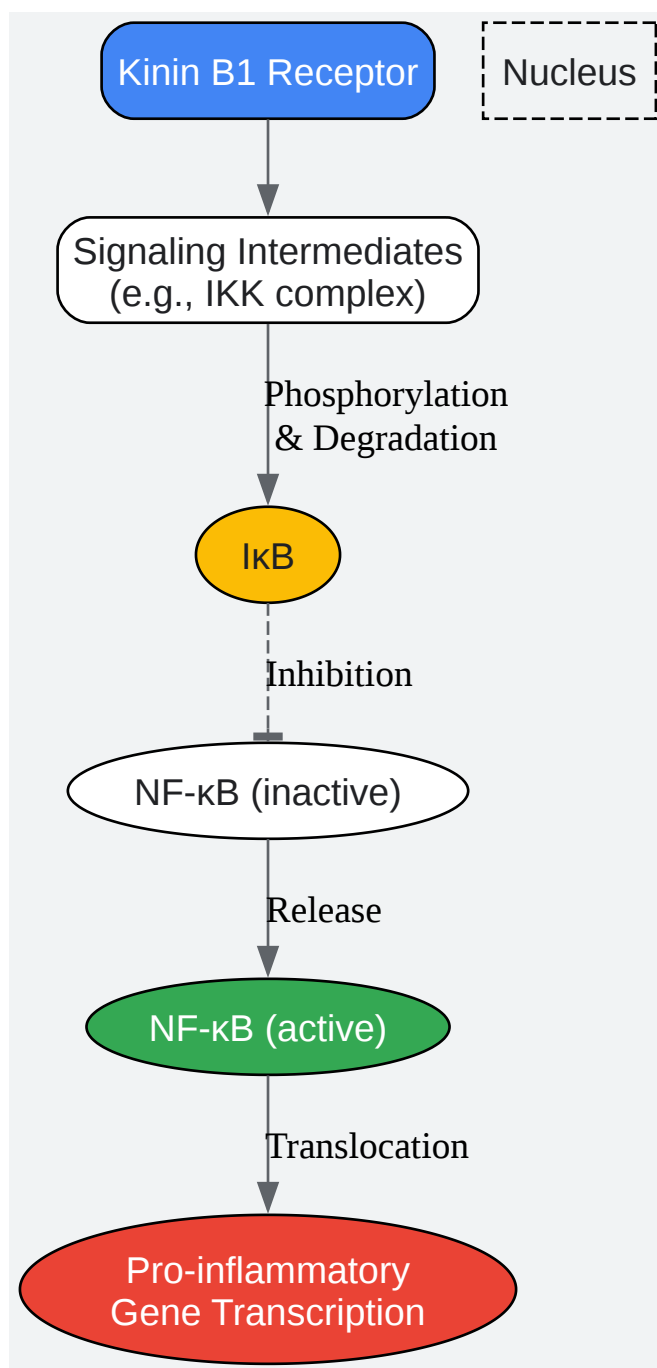 Kinin B1 Receptor
Nucleus
Signaling Intermediates
(e.g., IKK complex)
Phosphorylation
& Degradation
IκB
Inhibition
NF-κB (inactive)
Release
NF-κB (active)
Translocation
Pro-inflammatory
Gene Transcription